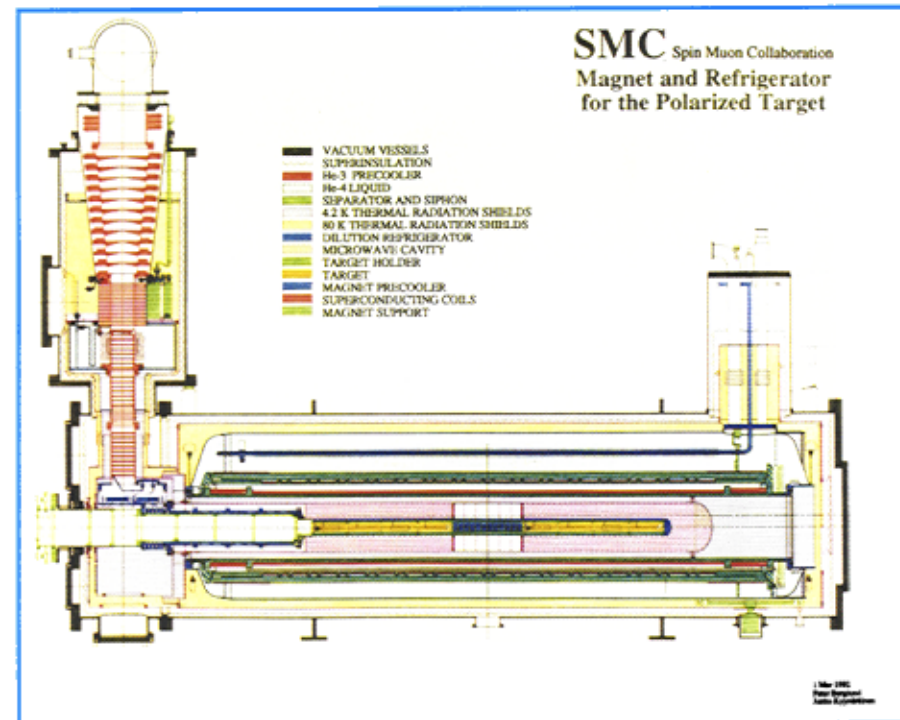 SMC Spin Muon Collaboration
Magnet and Refrigerator
for the Polarized Target
VACUUM VESSELS
SUPERINSULATION
He-3 PRECOOLER
He-4 LIQUID
SEPARATOR AND SIPHON
4.2 K THERMAL RADIATION SHIELDS
80 K THERMAL RADIATION SHIELDS
DILUTION REFRIGERATOR
MICROWAVE CAVITY
TARGET HOLDER
TARGET
MAGNET PRECOOLER
SUPERCONDUCTING COILS
MAGNET SUPPORT